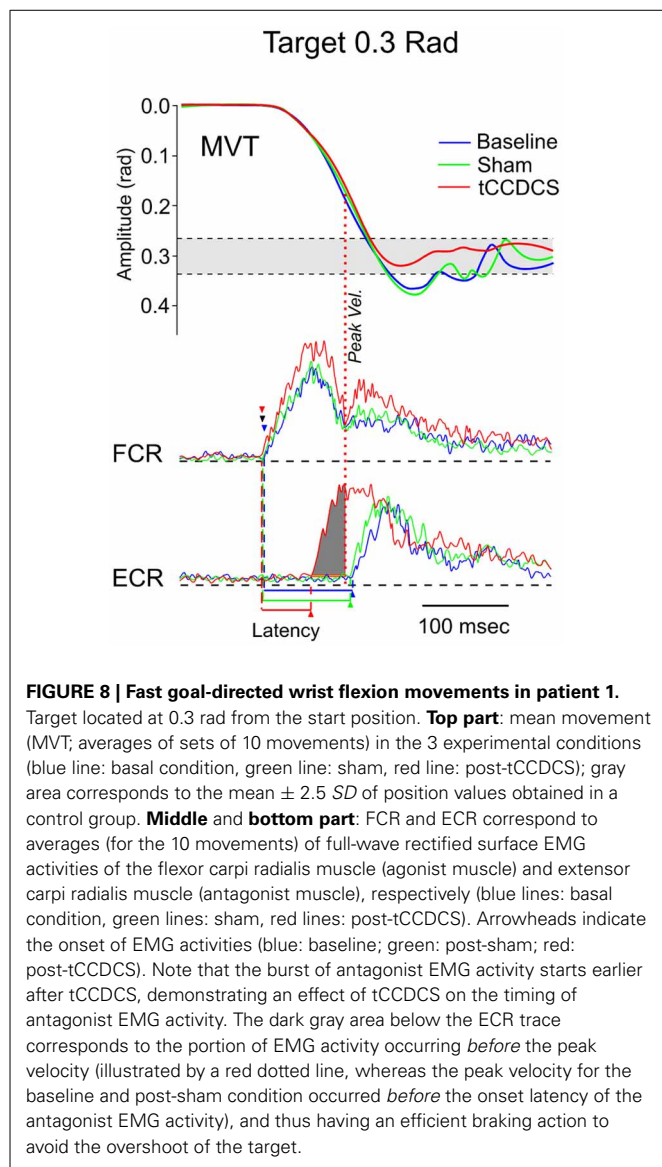 Target 0.3 Rad
0.0
0.1
0.2
0.3
0.4
Amplitude (rad)
MVT
Baseline
Sham
tCCDCS
Peak Vel.
FCR
ECR
Latency
100 msec
FIGURE 8 | Fast goal-directed wrist flexion movements in patient 1.
Target located at 0.3 rad from the start position. Top part: mean movement
(MVT; averages of sets of 10 movements) in the 3 experimental conditions
(blue line: basal condition, green line: sham, red line: post-tCCDCS); gray
area corresponds to the mean ± 2.5 SD of position values obtained in a
control group. Middle and bottom part: FCR and ECR correspond to
averages (for the 10 movements) of full-wave rectified surface EMG
activities of the flexor carpi radialis muscle (agonist muscle) and extensor
carpi radialis muscle (antagonist muscle), respectively (blue lines: basal
condition, green lines: sham, red lines: post-tCCDCS). Arrowheads indicate
the onset of EMG activities (blue: baseline; green: post-sham; red:
post-tCCDCS). Note that the burst of antagonist EMG activity starts earlier
after tCCDCS, demonstrating an effect of tCCDCS on the timing of
antagonist EMG activity. The dark gray area below the ECR trace
corresponds to the portion of EMG activity occurring before the peak
velocity (illustrated by a red dotted line, whereas the peak velocity for the
baseline and post-sham condition occurred before the onset latency of the
antagonist EMG activity), and thus having an efficient braking action to
avoid the overshoot of the target.